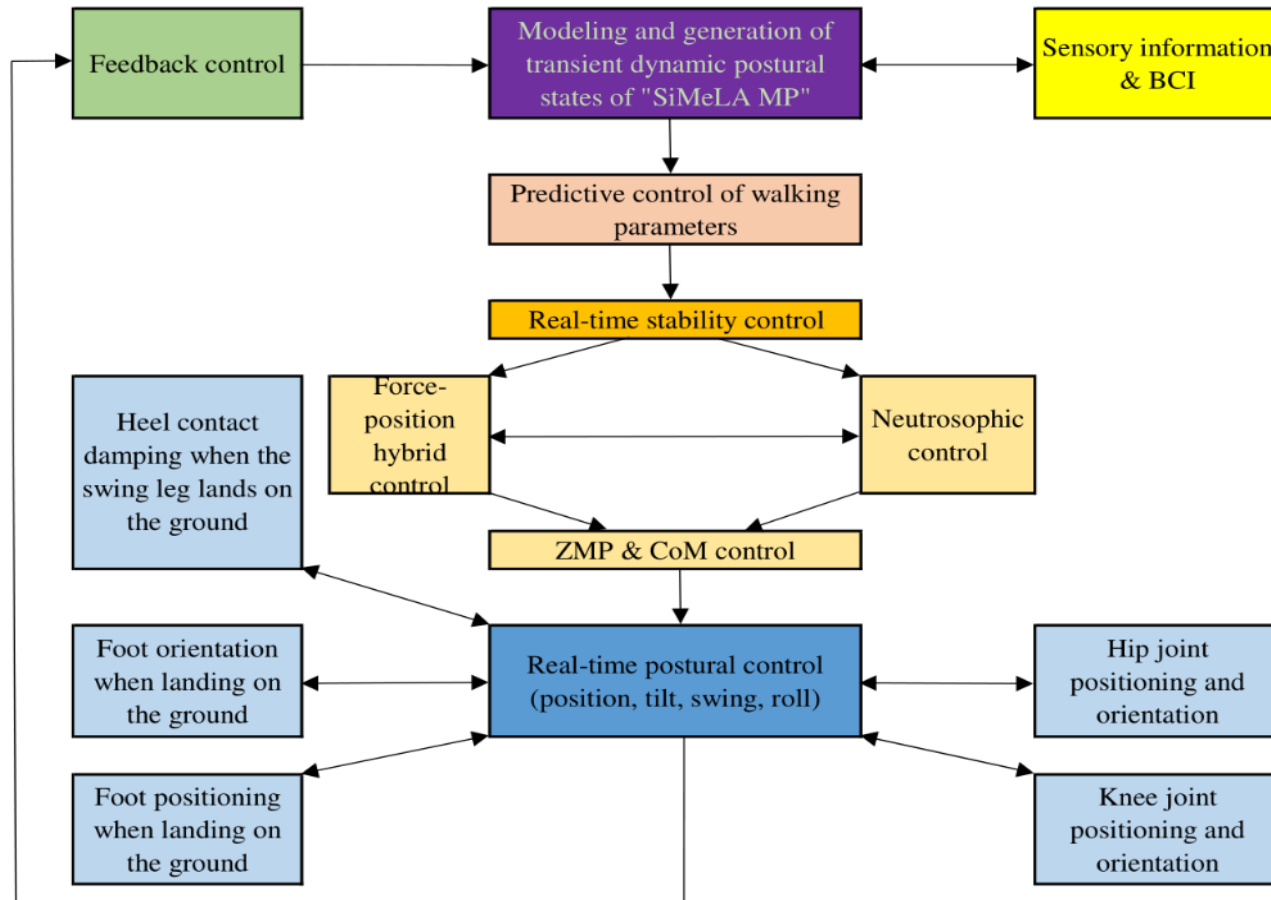 Feedback control
Modeling and generation of
transient dynamic postural
states of "SiMeLA MP"
Sensory information
& BCI
Predictive control of walking
parameters
Real-time stability control
Heel contact
damping when the
swing leg lands on
the ground
Force-
position
hybrid
control
Neutrosophic
control
ZMP & CoM control
Foot orientation
when landing on
the ground
Real-time postural control
(position, tilt, swing, roll)
Hip joint
positioning and
orientation
Foot positioning
when landing on
the ground
Knee joint
positioning and
orientation